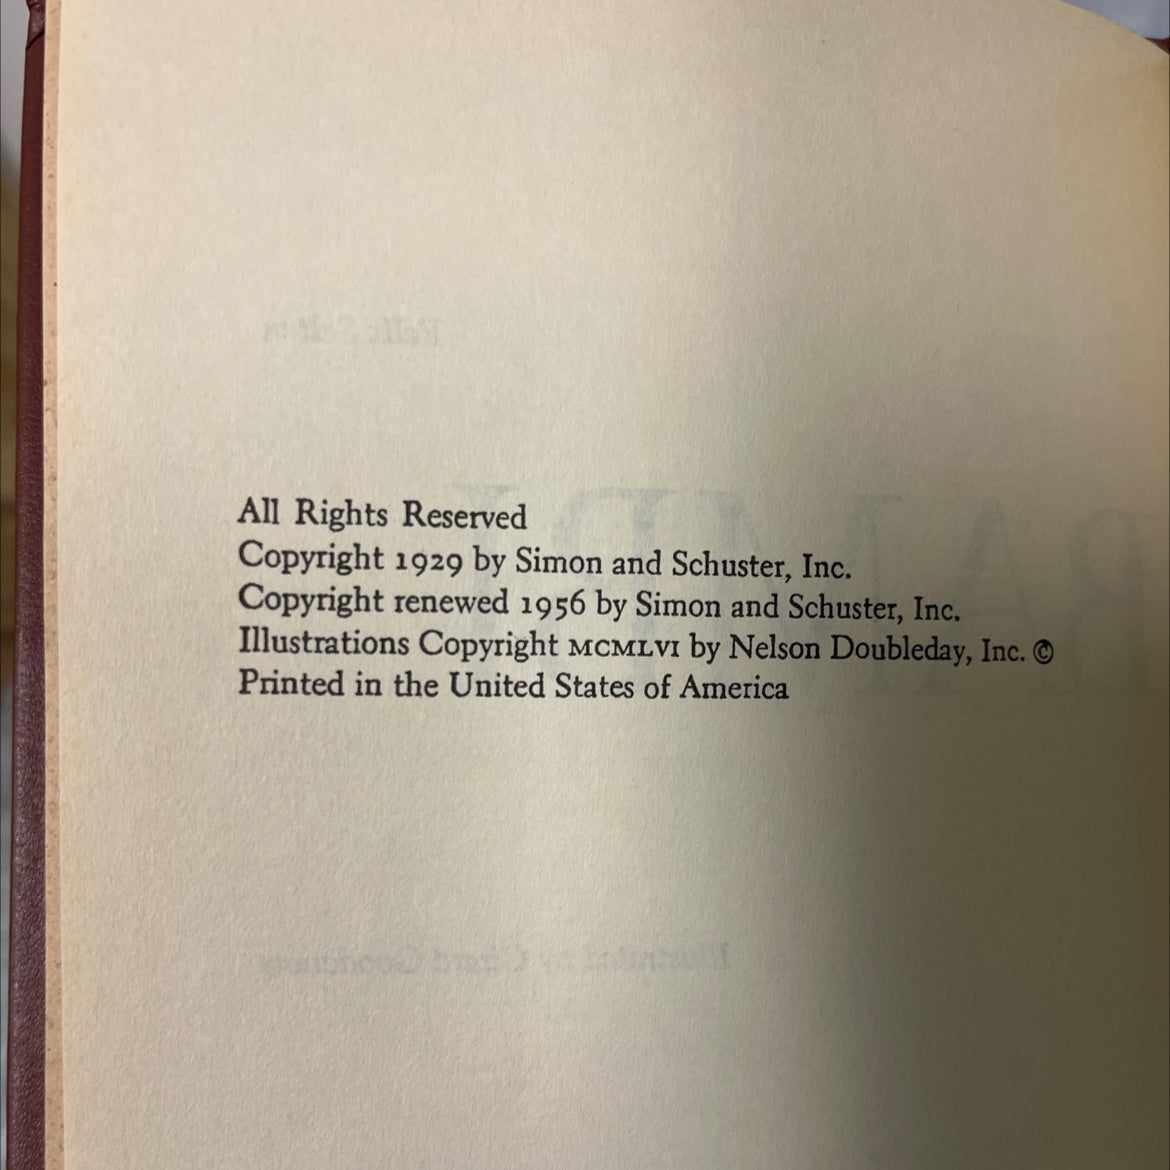 All Rights Reserved
Copyright 1929 by Simon and Schuster, Inc.
Copyright renewed 1956 by Simon and Schuster, Inc.
Illustrations Copyright MCMLVI by Nelson Doubleday, Inc. ©
Printed in the United States of America